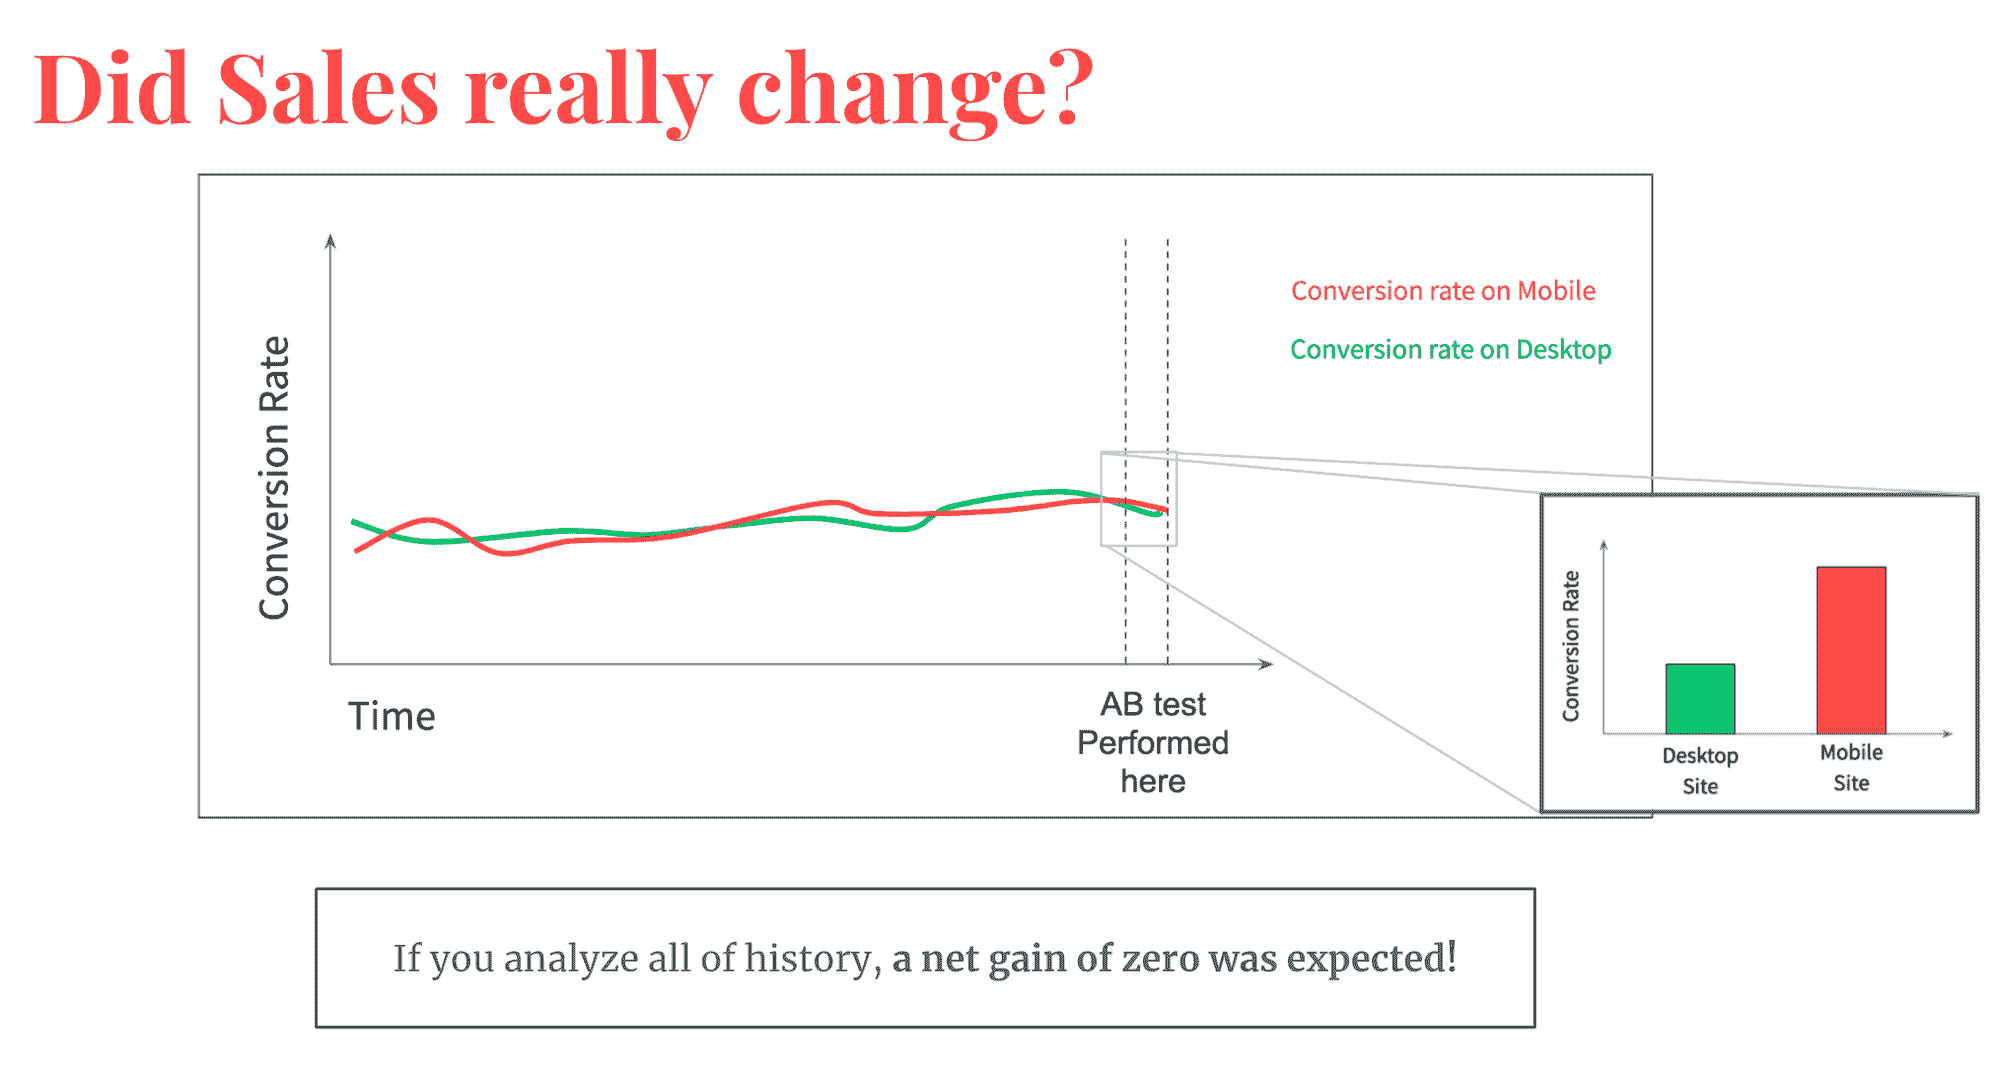 Did Sales really change?
Conversion Rate
Conversion rate on Mobile
Conversion rate on Desktop
Time
AB test
Performed
here
Conversion Rate
Desktop
Site
Mobile
Site
If you analyze all of history, a net gain of zero was expected!